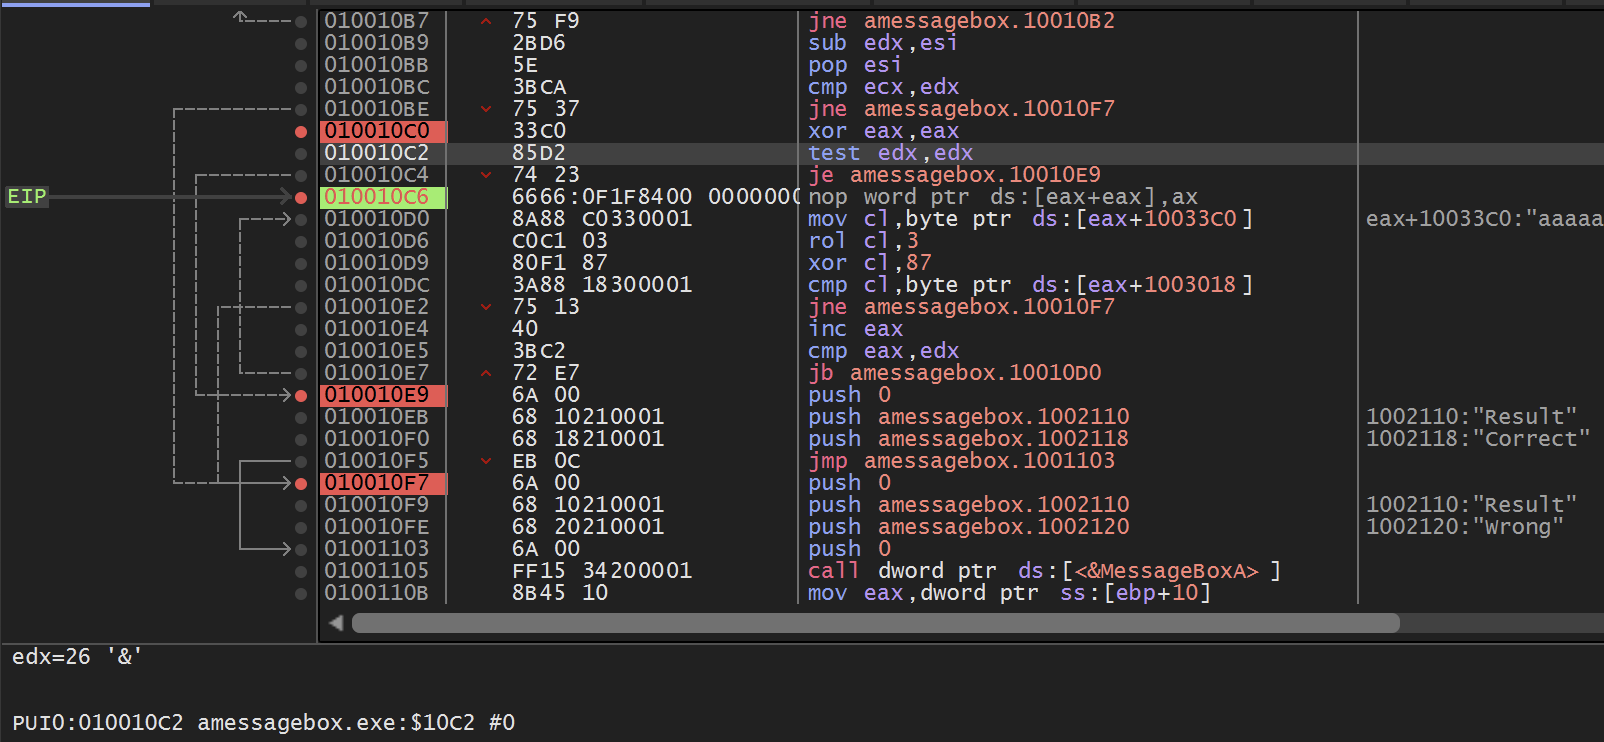 010010B7 75 F9 jne amessagebox.10010B2
010010B9 2BD6 sub edx,esi
010010BB 5E pop esi
010010BC 3BCA cmp ecx,edx
010010BE 75 37 jne amessagebox.10010F7
010010C0 33C0 xor eax,eax
010010C2 85D2 test edx,edx
010010C4 74 23 je amessagebox.10010E9
EIP 010010C6 6666:0F1F8400 0000000 nop word ptr ds:[eax+eax],ax
010010D0 8A88 C0330001 mov cl,byte ptr ds:[eax+10033C0] eax+10033C0:"aaaaa
010010D6 C0C1 03 rol cl,3
010010D9 80F1 87 xor cl,87
010010DC 3A88 18300001 cmp cl,byte ptr ds:[eax+1003018]
010010E2 75 13 jne amessagebox.10010F7
010010E4 40 inc eax
010010E5 3BC2 cmp eax,edx
010010E7 72 E7 jb amessagebox.10010D0
010010E9 6A 00 push 0
010010EB 68 10210001 push amessagebox.1002110 1002110:"Result"
010010F0 68 18210001 push amessagebox.1002118 1002118:"Correct"
010010F5 EB 0C jmp amessagebox.1001103
010010F7 6A 00 push 0
010010F9 68 10210001 push amessagebox.1002110 1002110:"Result"
010010FE 68 20210001 push amessagebox.1002120 1002120:"Wrong"
01001103 6A 00 push 0
01001105 FF15 34200001 call dword ptr ds:[<&MessageBoxA>]
0100110B 8B45 10 mov eax,dword ptr ss:[ebp+10]
edx=26 '&'
PUI0:010010C2 amessagebox.exe:$10C2 #0